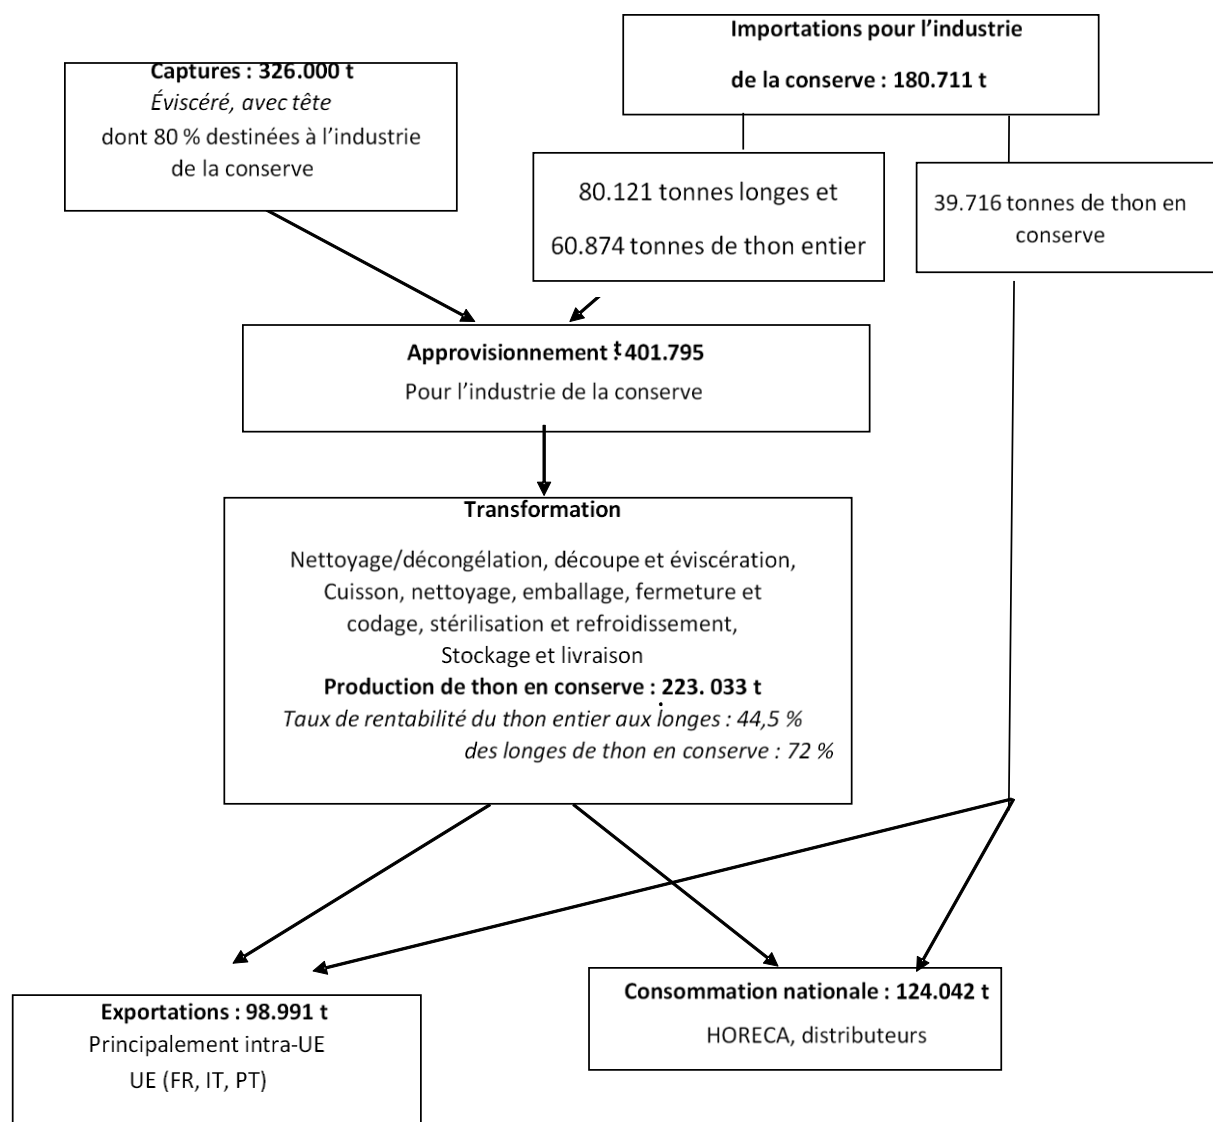 Importations pour l’industrie
de la conserve : 180.711 t
Captures : 326.000 t
Éviscéré, avec tête
dont 80 % destinées à l’industrie
de la conserve
80.121 tonnes longes et
60.874 tonnes de thon entier
39.716 tonnes de thon en
conserve
Approvisionnement : 401.795 t
Pour l’industrie de la conserve
Transformation
Nettoyage/décongélation, découpe et éviscération,
Cuisson, nettoyage, emballage, fermeture et
codage, stérilisation et refroidissement,
Stockage et livraison
Production de thon en conserve : 223. 033 t
Taux de rentabilité du thon entier aux longes : 44,5 %
des longes de thon en conserve : 72 %
Exportations : 98.991 t
Principalement intra-UE
UE (FR, IT, PT)
Consommation nationale : 124.042 t
HORECA, distributeurs